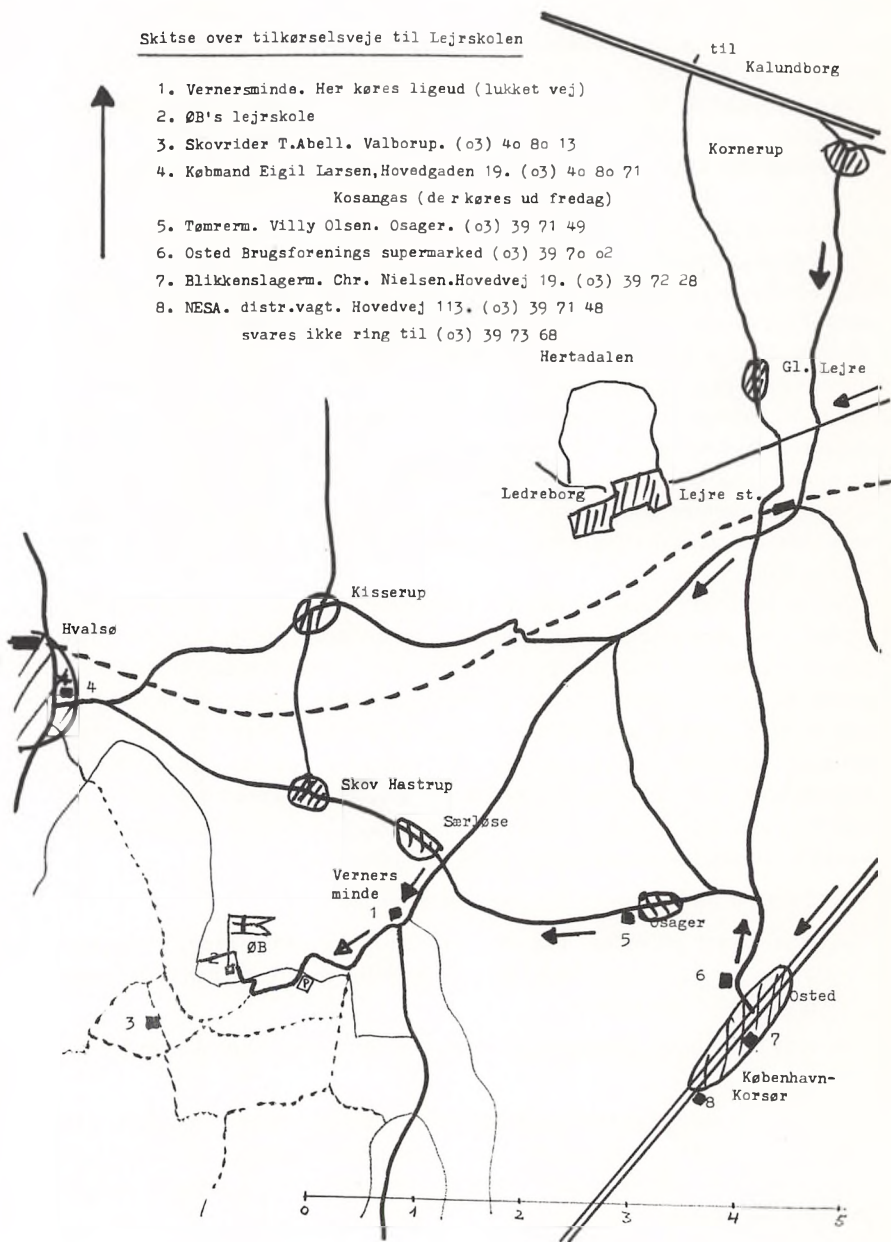 Skitse over tilkørselsveje til Lejrskolen
1. Vernersminde. Her køres ligeud (lukket vej)
2. ØB's lejrskole
3. Skovrider T.Abell. Valborup. (o3) 4o 8o 13
4. Købmand Eigil Larsen,Hovedgaden 19. (o3) 4o 8o 71
Kosangas (de r køres ud fredag)
5. Tømrerm. Villy Olsen. Osager. (o3) 39 71 49
6. Osted Brugsforenings supermarked (o3) 39 7o o2
7. Blikkenslagerm. Chr. Nielsen.Hovedvej 19. (o3) 39 72 28
8. NESA. distr.vagt. Hovedvej 113. (o3) 39 71 48
svares ikke ring til (o3) 39 73 68
til
Kalundborg
Kornerup
Hertadalen
Gl. Lejre
Ledreborg
Lejre st.
Kisserup
Hvalsø
4
Skov Hastrup
Særløse
Verners
minde
1
ØB
2
P
3
5
Osager
6
Osted
7
København-
Korsør
8
0 1 2 3 4 5